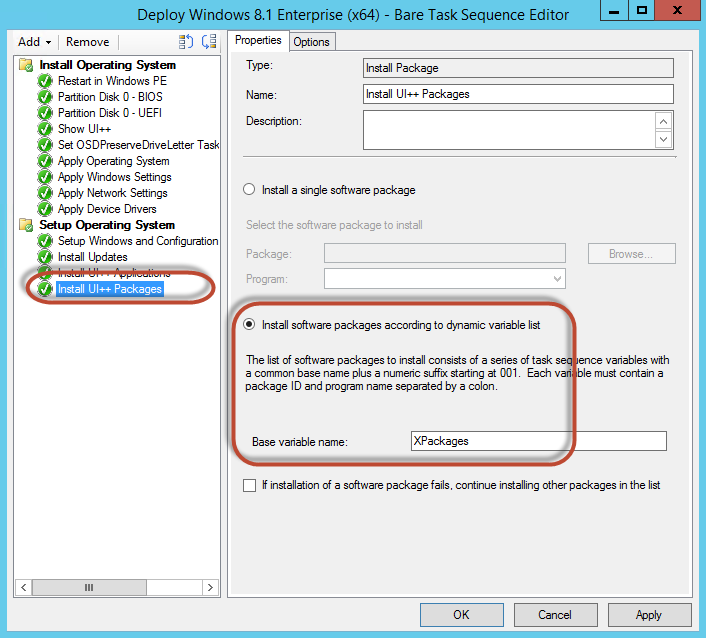 Deploy Windows 8.1 Enterprise (x64) - Bare Task Sequence Editor
Add Remove
Install Operating System
Restart in Windows PE
Partition Disk 0 - BIOS
Partition Disk 0 - UEFI
Show UI++
Set OSDPreserveDriveLetter Task
Apply Operating System
Apply Windows Settings
Apply Network Settings
Apply Device Drivers
Setup Operating System
Setup Windows and Configuration
Install Updates
Install UI++ Applications
Install UI++ Packages
Properties Options
Type: Install Package
Name: Install UI++ Packages
Description:
Install a single software package
Select the software package to install
Package: Browse...
Program:
Install software packages according to dynamic variable list
The list of software packages to install consists of a series of task sequence variables with
a common base name plus a numeric suffix starting at 001. Each variable must contain a
package ID and program name separated by a colon.
Base variable name: XPackages
If installation of a software package fails, continue installing other packages in the list
OK Cancel Apply